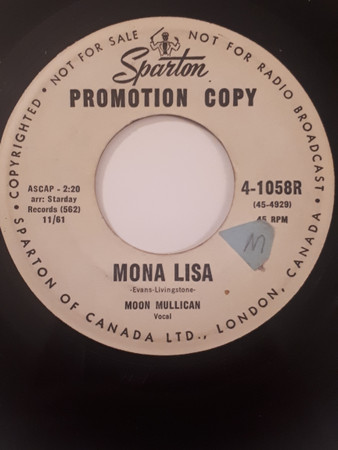 COPYRIGHTED • NOT FOR SALE NOT FOR RADIO BROADCAST •
Sparton
PROMOTION COPY
ASCAP - 2:20
arr: Starday
Records (562)
11/61
4-1058R
(45-4929)
45 RPM
M
MONA LISA
-Evans-Livingstone-
MOON MULLICAN
Vocal
SPARTON OF CANADA LTD., LONDON, CANADA